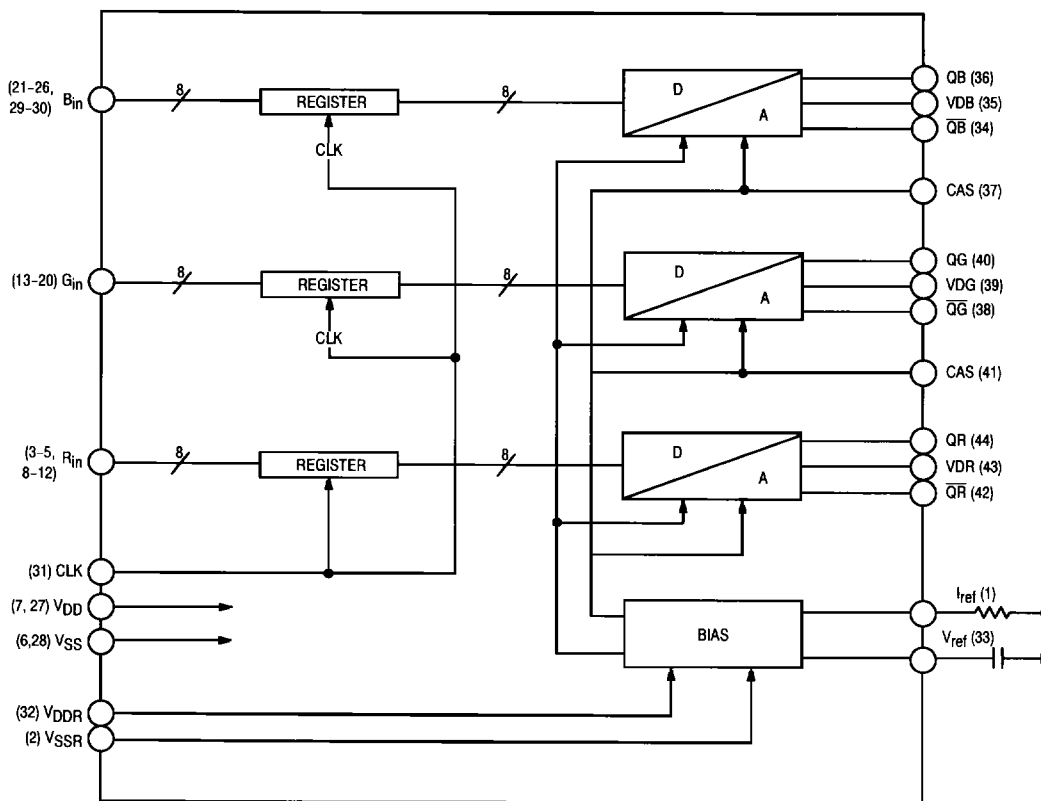 (21–26, 29–30) Bin
8
REGISTER
8
D
A
QB (36)
VDB (35)
QB (34)
CLK
CAS (37)
(13–20) Gin
8
REGISTER
8
D
A
QG (40)
VDG (39)
QG (38)
CLK
CAS (41)
(3–5, 8–12) Rin
8
REGISTER
8
D
A
QR (44)
VDR (43)
QR (42)
(31) CLK
(7, 27) VDD
(6,28) VSS
BIAS
Iref (1)
Vref (33)
(32) VDDR
(2) VSSR